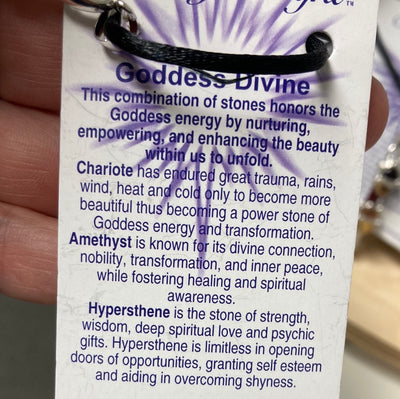 Goddess Divine
This combination of stones honors the
Goddess energy by nurturing,
empowering, and enhancing the beauty
within us to unfold.
Chariote has endured great trauma, rains,
wind, heat and cold only to become more
beautiful thus becoming a power stone of
Goddess energy and transformation.
Amethyst is known for its divine connection,
nobility, transformation, and inner peace,
while fostering healing and spiritual
awareness.
Hypersthene is the stone of strength,
wisdom, deep spiritual love and psychic
gifts. Hypersthene is limitless in opening
doors of opportunities, granting self esteem
and aiding in overcoming shyness.